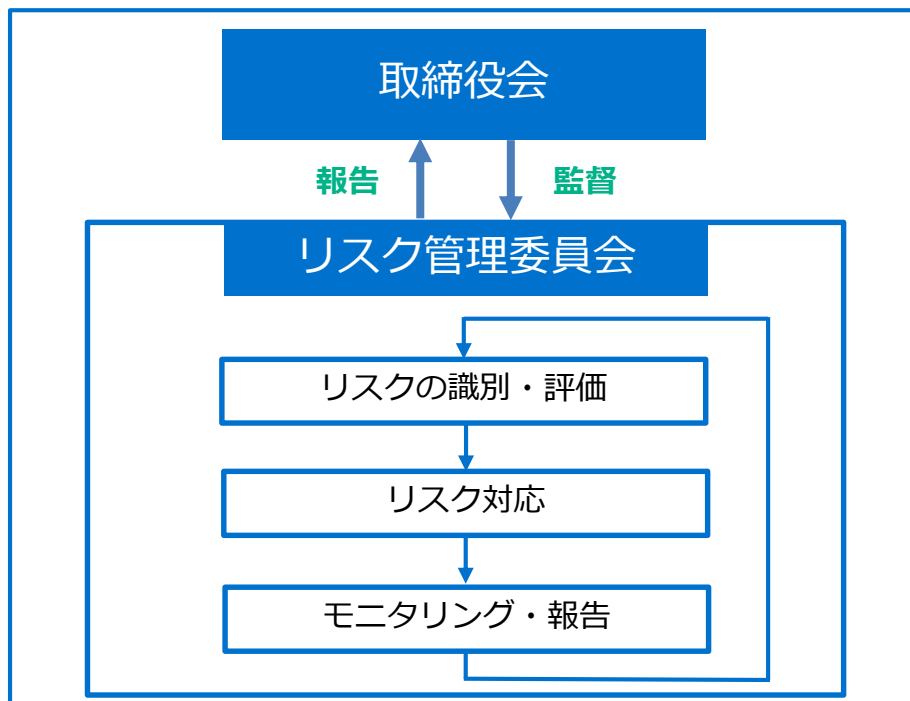 取締役会
報告
監督
リスク管理委員会
リスクの識別・評価
リスク対応
モニタリング・報告